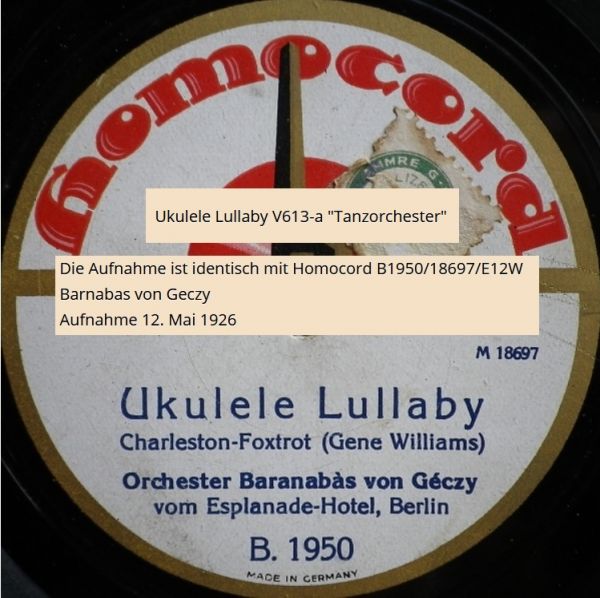 homocord
IMRE G
LIZE
Ukulele Lullaby V613-a "Tanzorchester"
Die Aufnahme ist identisch mit Homocord B1950/18697/E12W
Barnabas von Geczy
Aufnahme 12. Mai 1926
M 18697
Ukulele Lullaby
Charleston-Foxtrot (Gene Williams)
Orchester Baranabàs von Géczy
vom Esplanade-Hotel, Berlin
B. 1950
MADE IN GERMANY